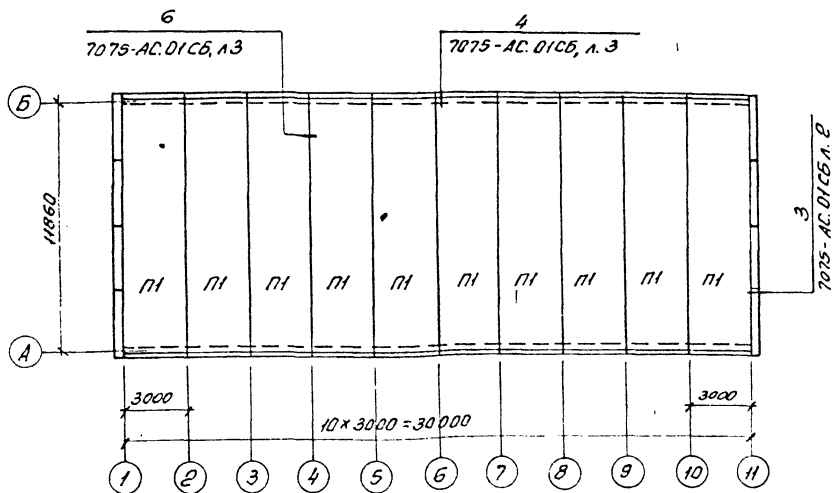 6
7075-АС.01СБ, л3
4
7075-АС.01СБ, л.3
Б
11860
3
7075-АС.01СБ л.2
П1 П1 П1 П1 П1 П1 П1 П1 П1 П1
А
3000
3000
10×3000=30000
1 2 3 4 5 6 7 8 9 10 11